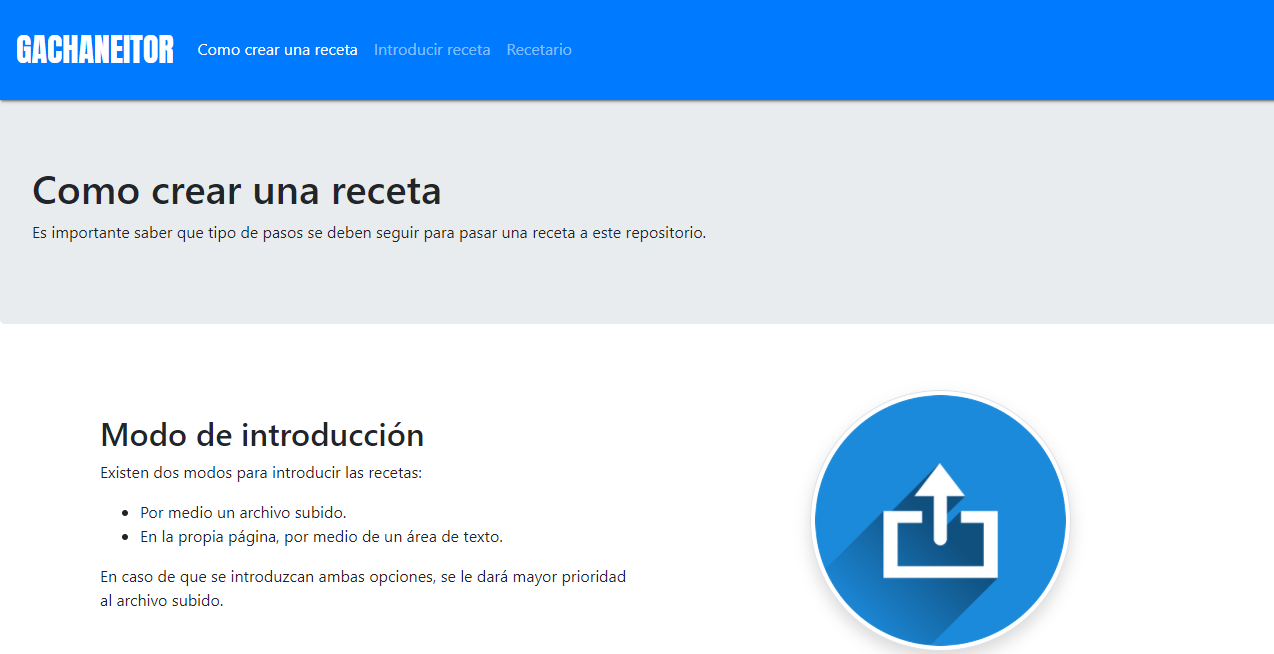 GACHANEITOR Como crear una receta Introducir receta Recetario
Como crear una receta
Es importante saber que tipo de pasos se deben seguir para pasar una receta a este repositorio.
Modo de introducción
Existen dos modos para introducir las recetas:
Por medio un archivo subido.
En la propia página, por medio de un área de texto.
En caso de que se introduzcan ambas opciones, se le dará mayor prioridad
al archivo subido.